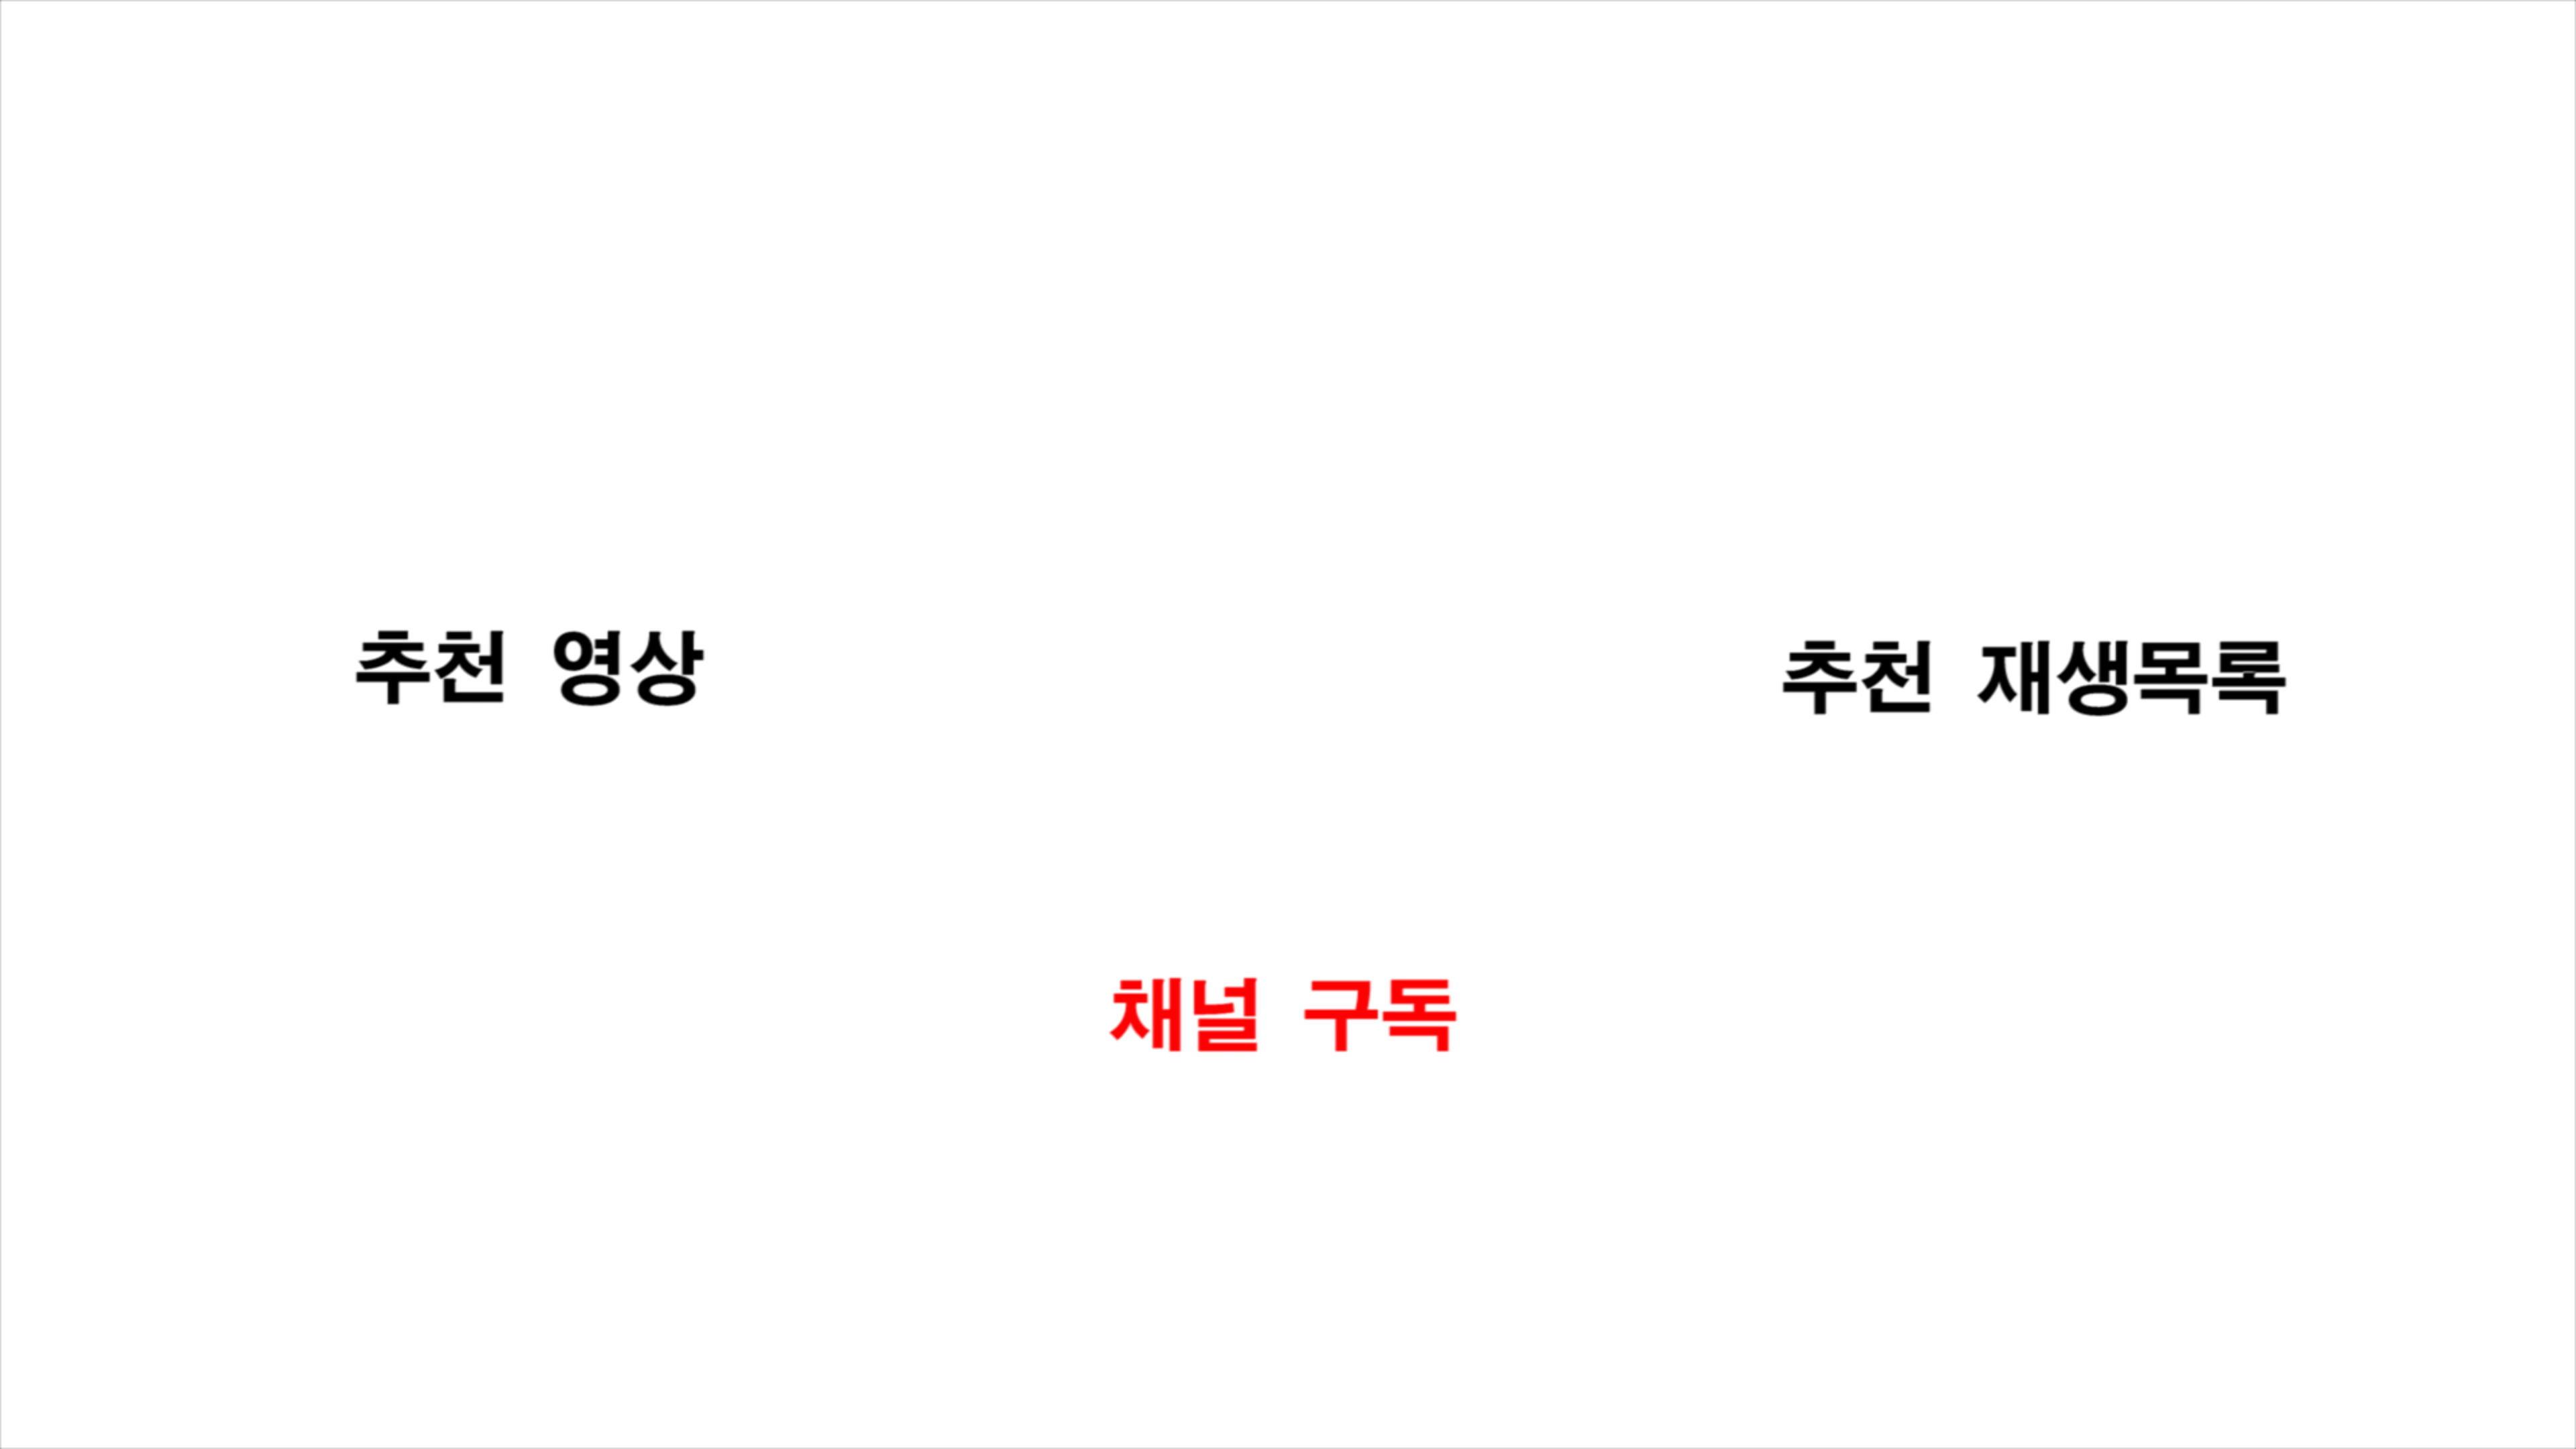 추천 영상
추천 재생목록
채널 구독